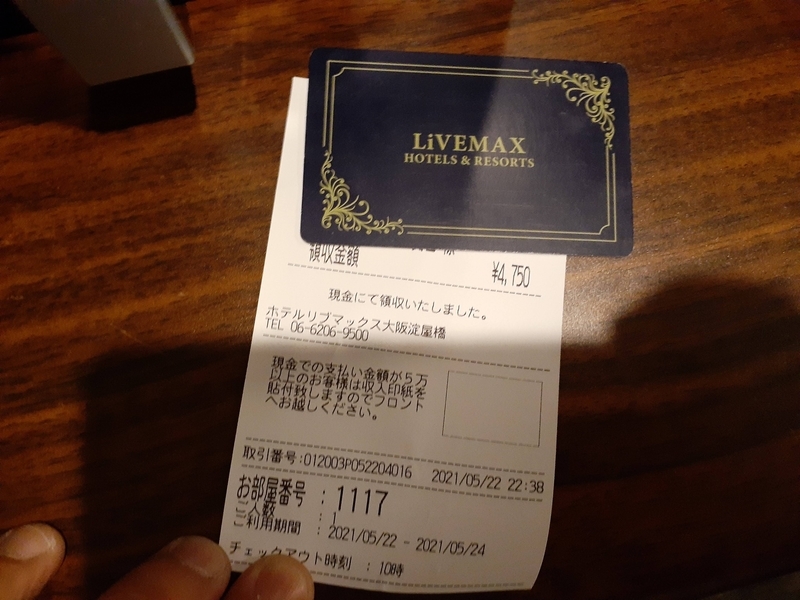 LiVEMAX
HOTELS & RESORTS
領収金額
¥4,750
現金にて領収いたしました。
ホテルリブマックス大阪淀屋橋
TEL 06-6206-9500
現金での支払い金額が5万
以上のお客様は収入印紙を
貼付致しますのでフロント
へお越しください。
取引番号:012003P052204016 2021/05/22 22:38
お部屋番号 : 1117
ご人数 : 1
ご利用期間 : 2021/05/22 - 2021/05/24
チェックアウト時刻 : 10時